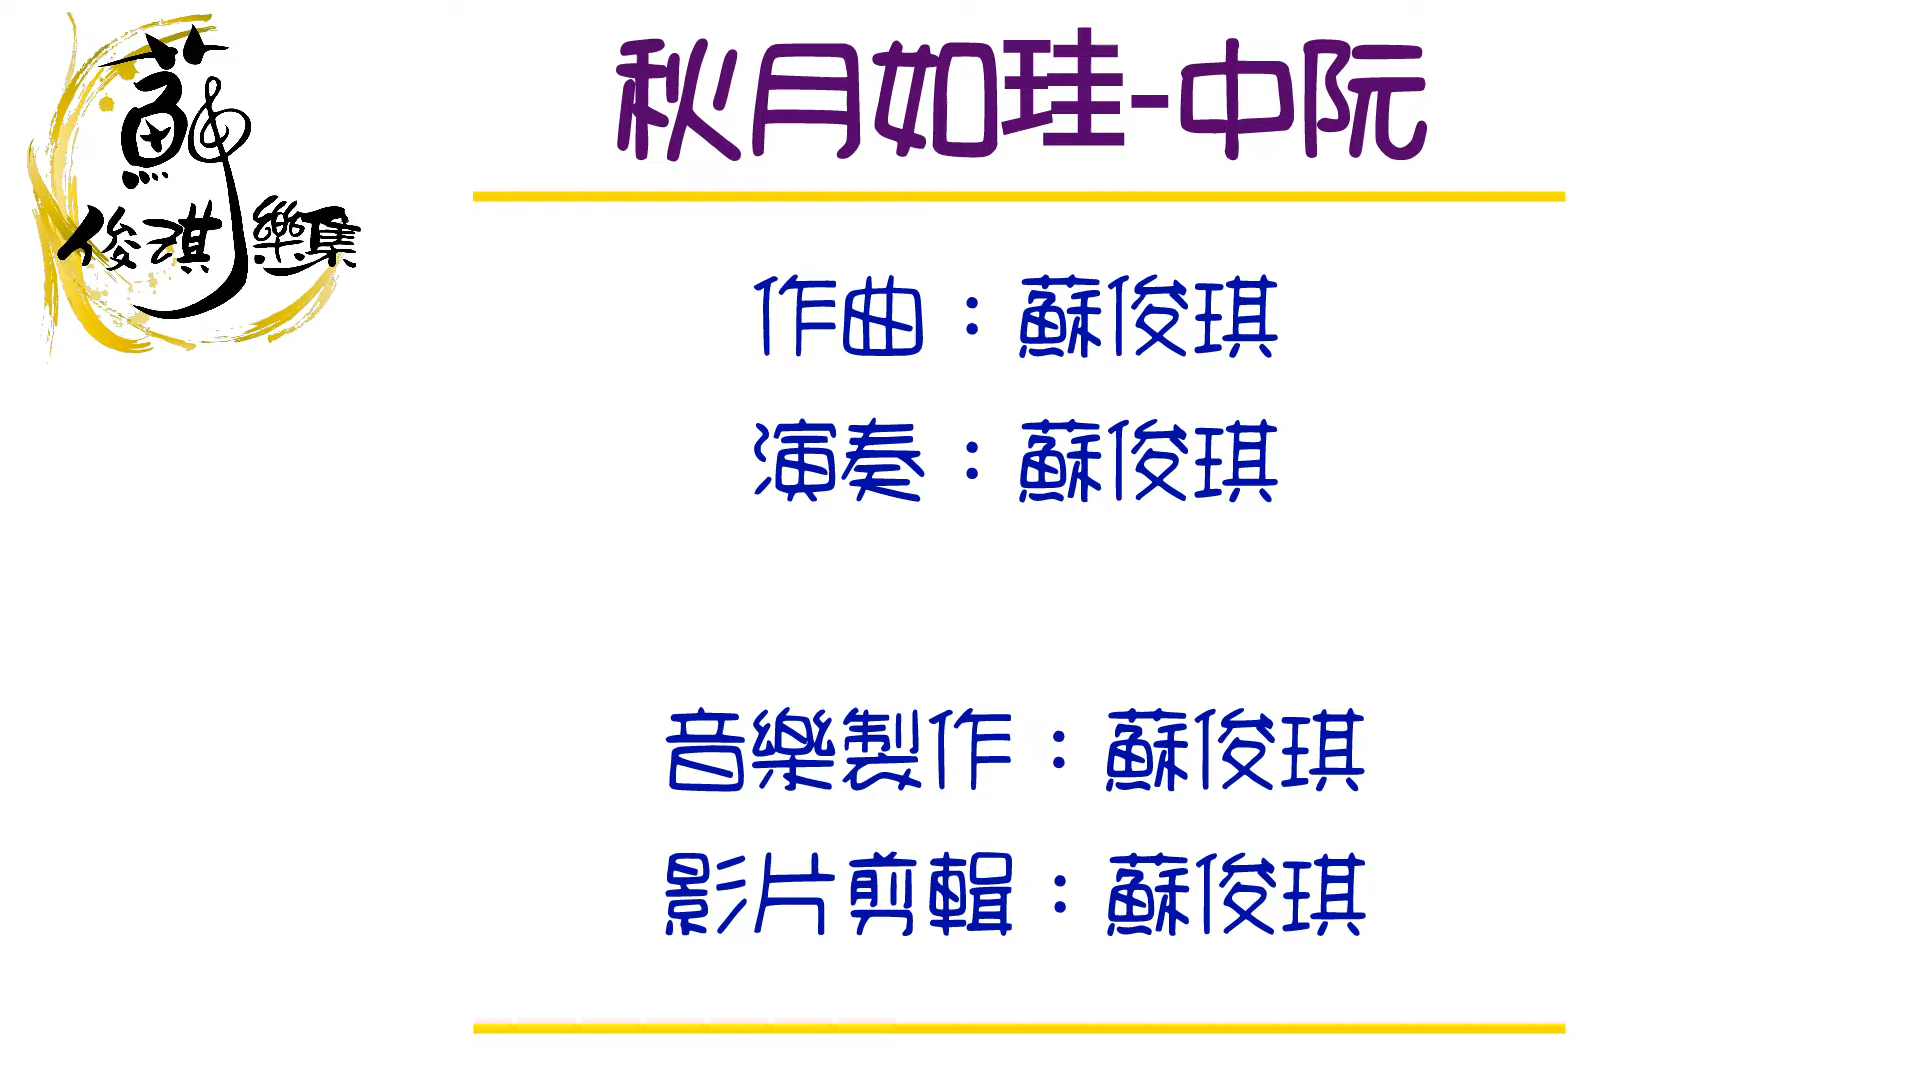 蘇
俊琪樂集
秋月如珪-中阮
作曲：蘇俊琪
演奏：蘇俊琪
音樂製作：蘇俊琪
影片剪輯：蘇俊琪